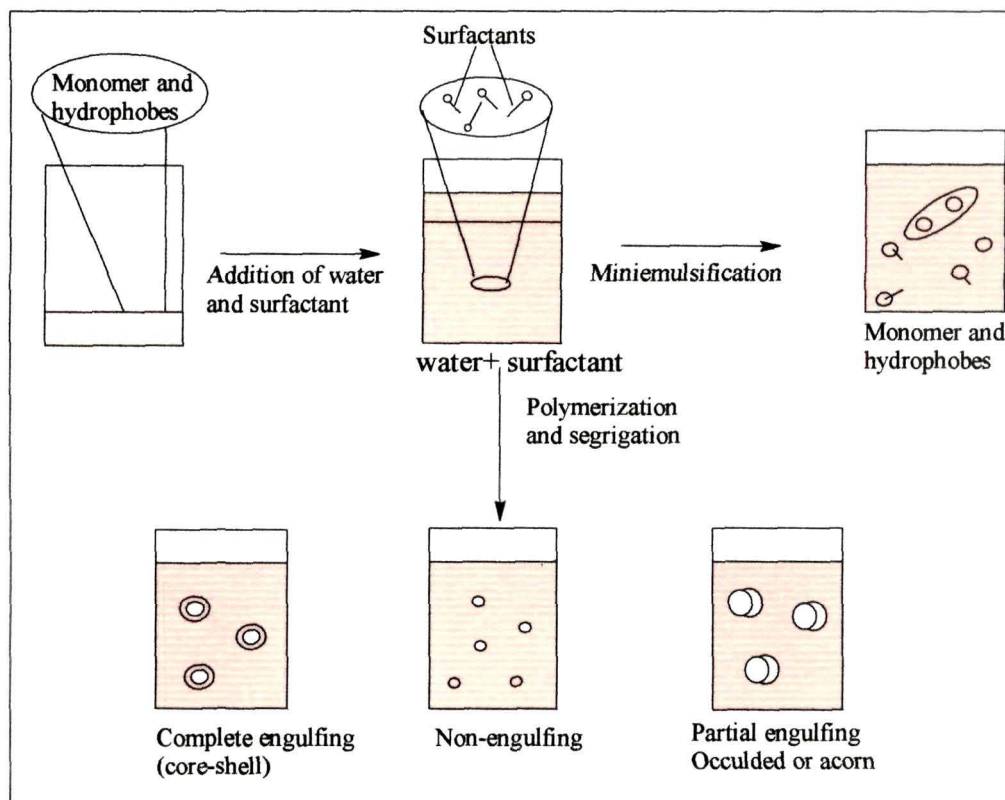 Surfactants
Monomer and
hydrophobes
Addition of water
and surfactant
water+ surfactant
Miniemulsification
Monomer and
hydrophobes
Polymerization
and segrigation
Complete engulfing
(core-shell)
Non-engulfing
Partial engulfing
Occulded or acorn